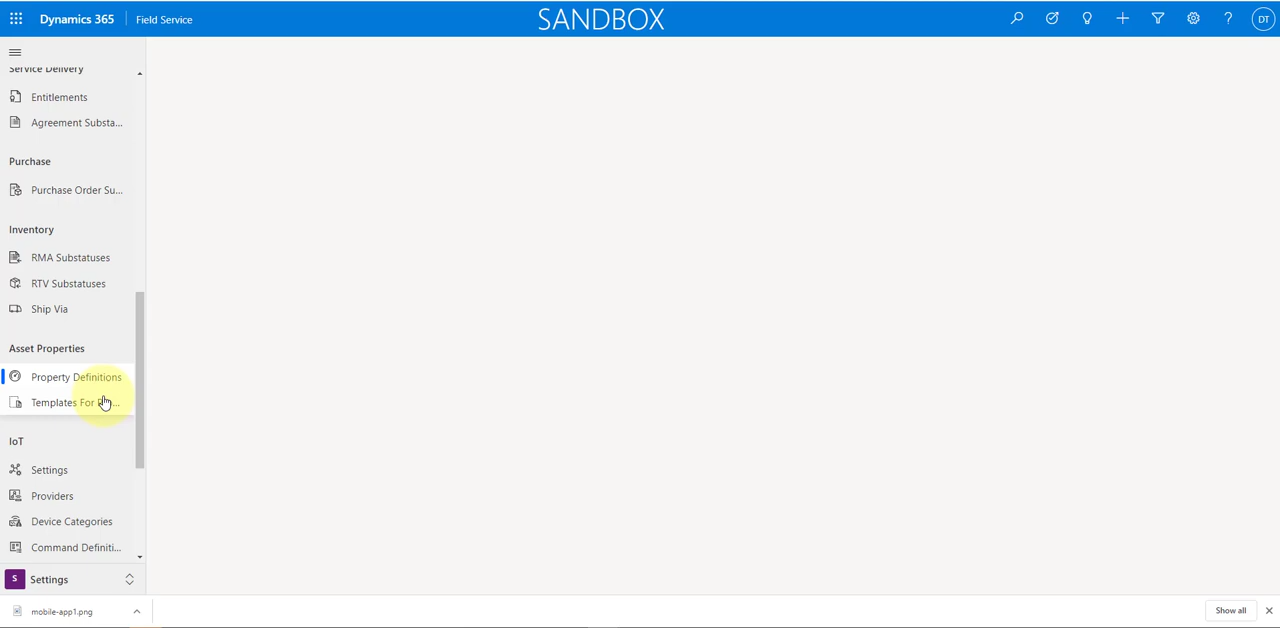 Dynamics 365 Field Service SANDBOX ? DT
Service Delivery
Entitlements
Agreement Substa...
Purchase
Purchase Order Su...
Inventory
RMA Substatuses
RTV Substatuses
Ship Via
Asset Properties
Property Definitions
Templates For
IoT
Settings
Providers
Device Categories
Command Definiti...
S Settings
mobile-app1.png Show all